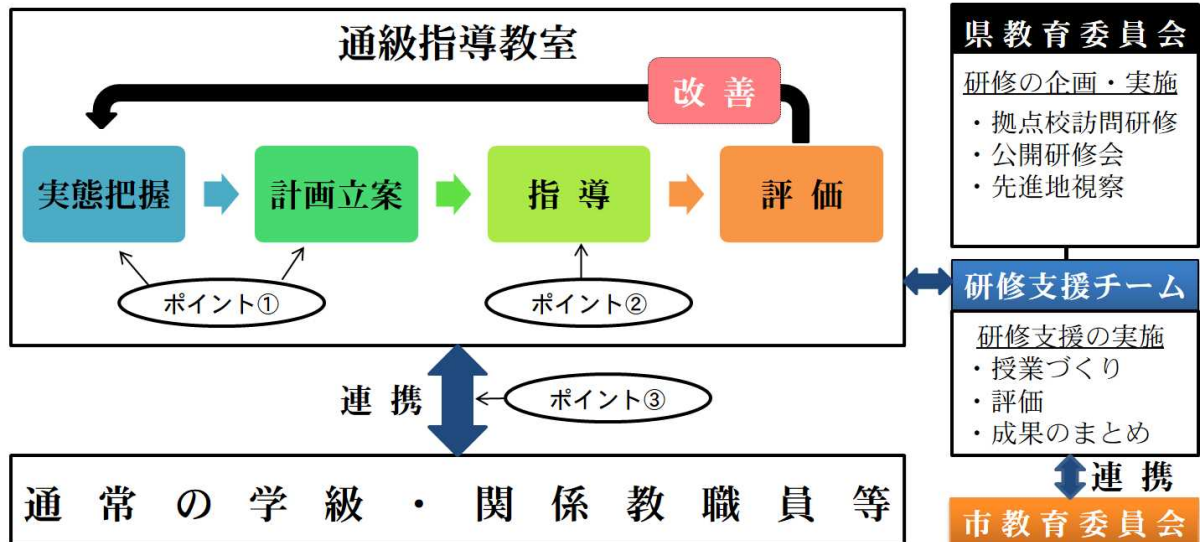 通級指導教室
改善
実態把握
計画立案
指導
評価
ポイント①
ポイント②
連携
ポイント③
通常の学級・関係教職員等
県教育委員会
研修の企画・実施
・拠点校訪問研修
・公開研修会
・先進地視察
研修支援チーム
研修支援の実施
・授業づくり
・評価
・成果のまとめ
連携
市教育委員会